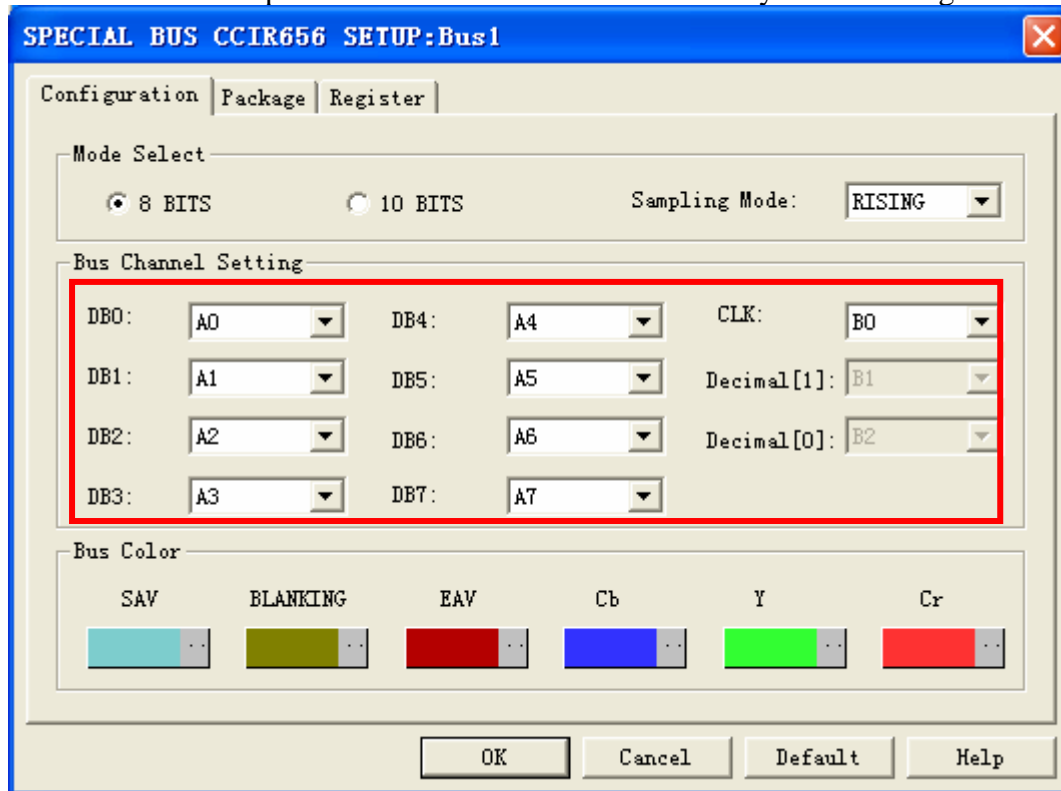 SPECIAL BUS CCIR656 SETUP:Bus1
Configuration Package Register
Mode Select
8 BITS 10 BITS Sampling Mode: RISING
Bus Channel Setting
DB0: A0 DB4: A4 CLK: B0
DB1: A1 DB5: A5 Decimal[1]: B1
DB2: A2 DB6: A6 Decimal[0]: B2
DB3: A3 DB7: A7
Bus Color
SAV BLANKING EAV Cb Y Cr
.. .. .. .. .. ..
OK Cancel Default Help